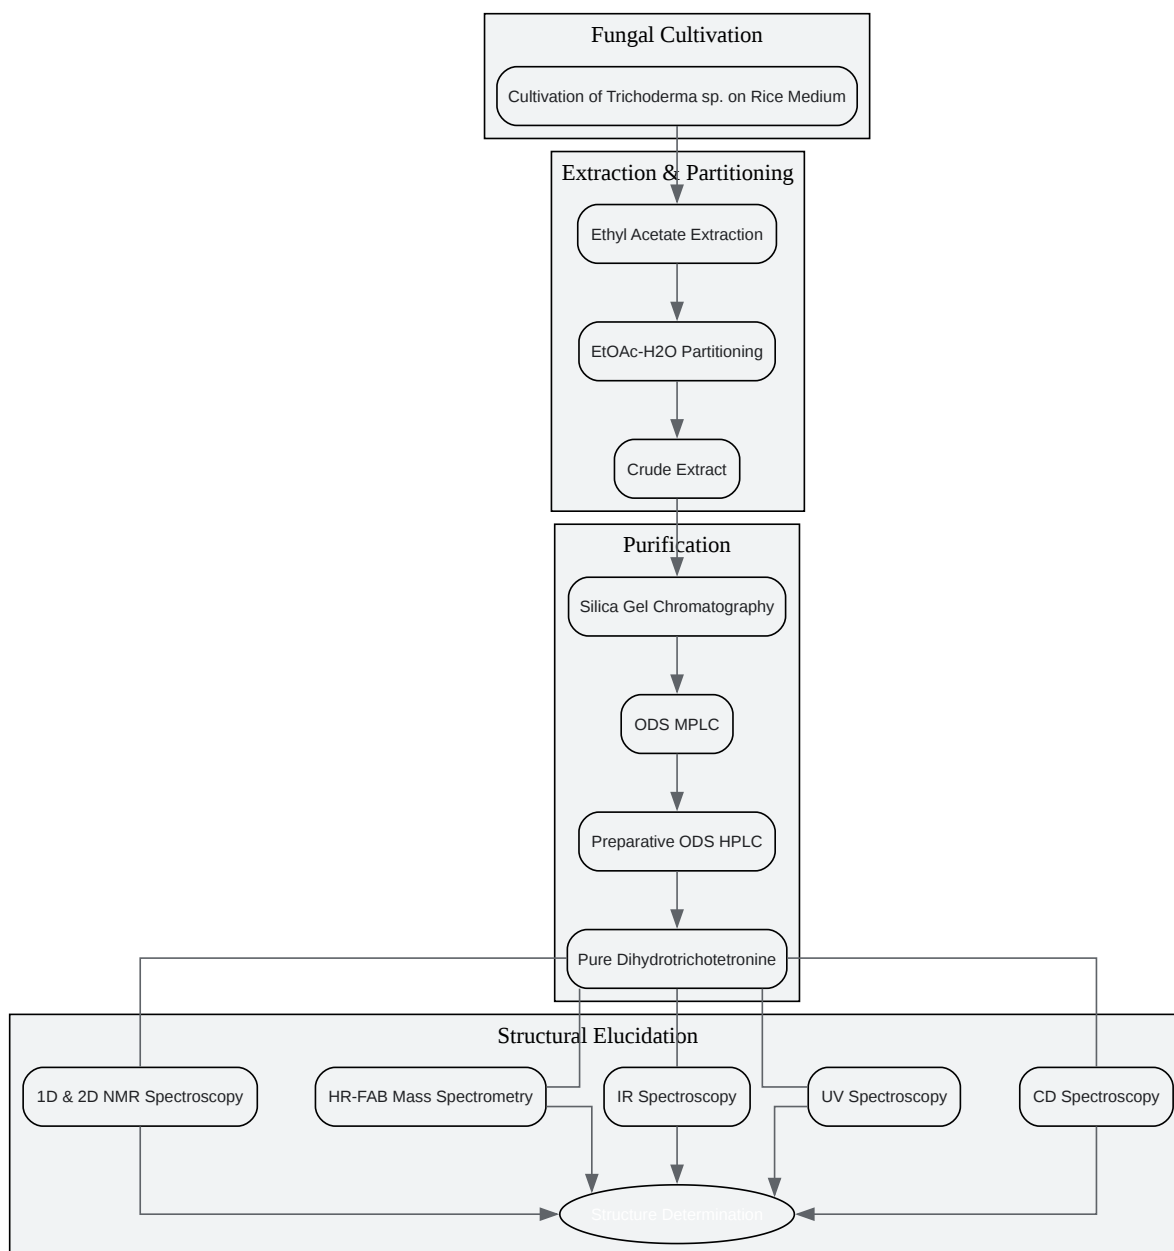 Fungal Cultivation
Cultivation of Trichoderma sp. on Rice Medium
Extraction & Partitioning
Ethyl Acetate Extraction
EtOAc-H2O Partitioning
Crude Extract
Purification
Silica Gel Chromatography
ODS MPLC
Preparative ODS HPLC
Pure Dihydrotrichotetronine
Structural Elucidation
1D & 2D NMR Spectroscopy
HR-FAB Mass Spectrometry
IR Spectroscopy
UV Spectroscopy
CD Spectroscopy
Structure Determination